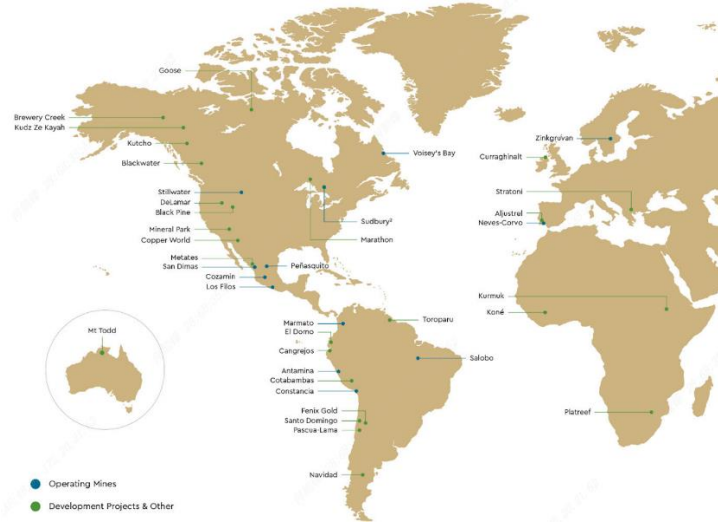 Goose
Brewery Creek
Kudz Ze Kayah
Kutcho
Blackwater
Voisey's Bay
Zinkgruvan
Curraghinalt
Stillwater
DeLamar
Black Pine
Stratoni
Sudbury²
Aljustrel
Neves-Corvo
Mineral Park
Copper World
Marathon
Metates
San Dimas
Peñasquito
Cozamin
Los Filos
Kurmuk
Koné
Toroparu
Marmato
El Domo
Mt Todd
Cangrejos
Salobo
Antamina
Cotabambas
Constancia
Fenix Gold
Santo Domingo
Pascua-Lama
Platreef
Navidad
Operating Mines
Development Projects & Other